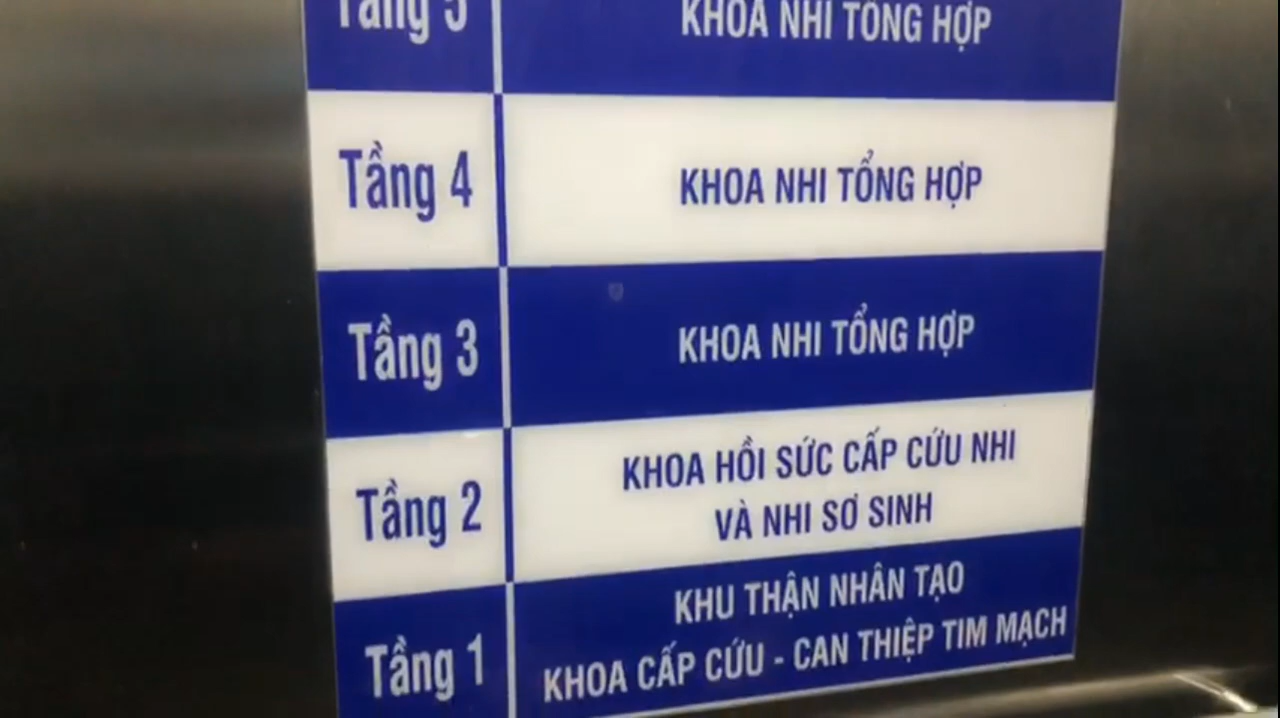 Tầng 5 KHOA NHI TỔNG HỢP
Tầng 4 KHOA NHI TỔNG HỢP
Tầng 3 KHOA NHI TỔNG HỢP
Tầng 2 KHOA HỒI SỨC CẤP CỨU NHI
VÀ NHI SƠ SINH
Tầng 1 KHU THẬN NHÂN TẠO
KHOA CẤP CỨU - CAN THIỆP TIM MẠCH